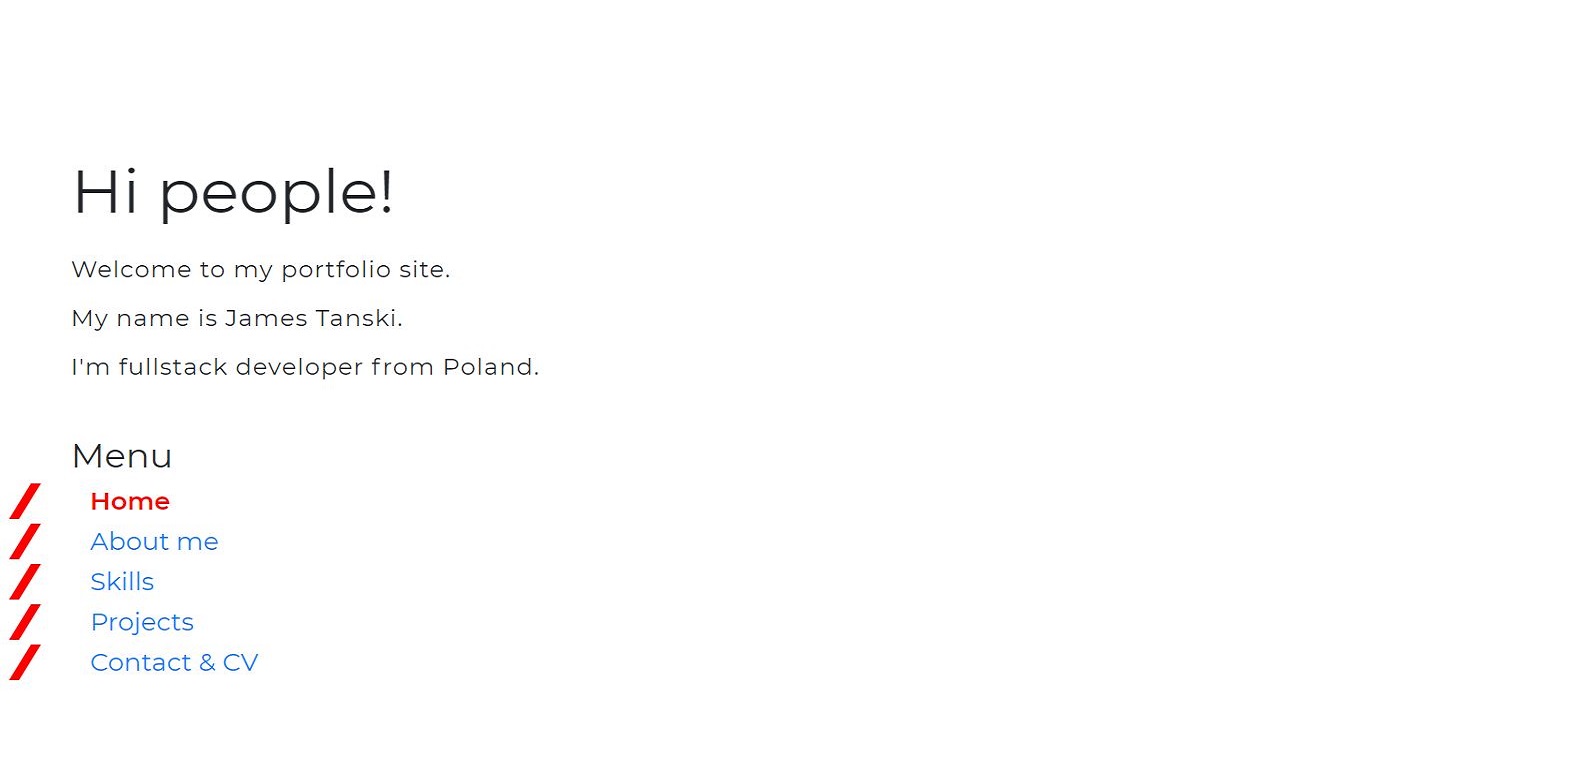 Hi people!
Welcome to my portfolio site.
My name is James Tanski.
I'm fullstack developer from Poland.
Menu
Home
About me
Skills
Projects
Contact & CV